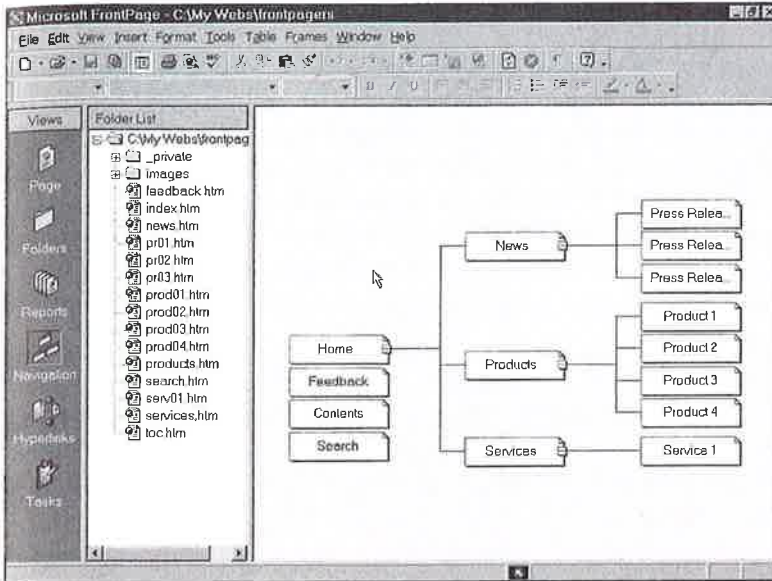 Microsoft FrontPage - C:\My Webs\frontpagers
File Edit View Insert Format Tools Table Frames Window Help
B I U
Views
Page
Folders
Reports
Navigation
Hyperlinks
Tasks
Folder List
C:\My Webs\frontpag
_private
images
feedback.htm
index.htm
news.htm
pr01.htm
pr02.htm
pr03.htm
prod01.htm
prod02.htm
prod03.htm
prod04.htm
products.htm
search.htm
serv01.htm
services.htm
toc.htm
Home
Feedback
Contents
Search
News
Products
Services
Press Relea...
Press Relea...
Press Relea...
Product 1
Product 2
Product 3
Product 4
Service 1